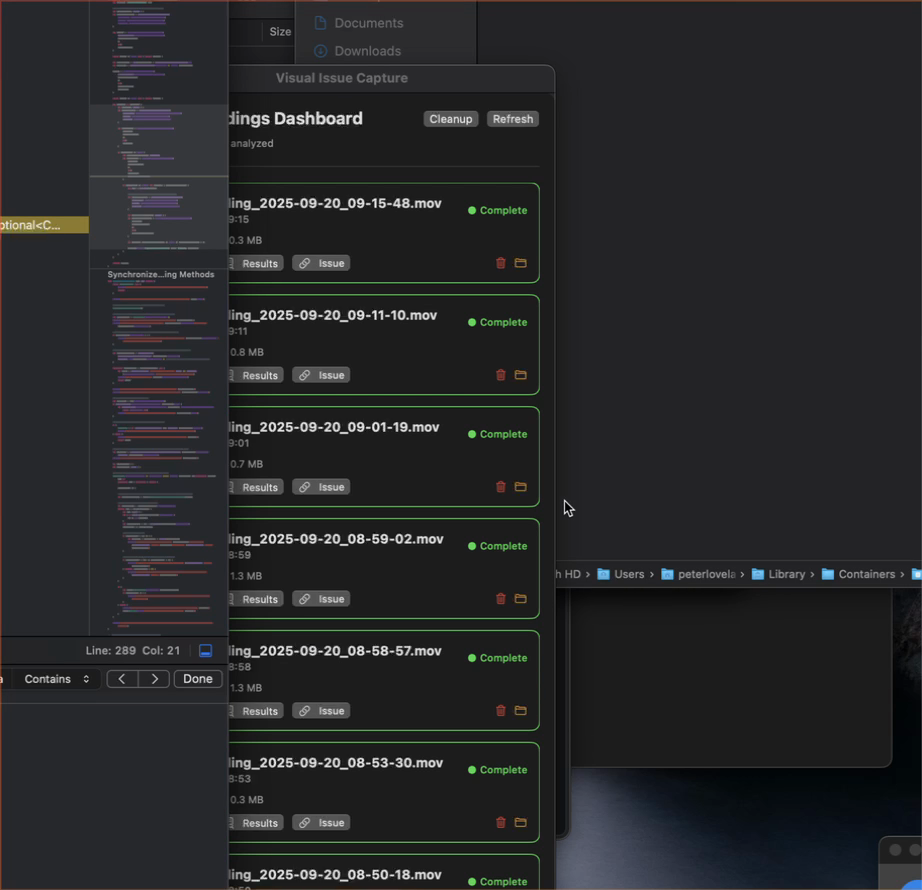 Documents
Size
Downloads
Visual Issue Capture
dings Dashboard
Cleanup
Refresh
analyzed
ling_2025-09-20_09-15-48.mov
Complete
9:15
0.3 MB
Results
Issue
ptional<C...
Synchronize...ing Methods
ling_2025-09-20_09-11-10.mov
Complete
9:11
0.8 MB
Results
Issue
ling_2025-09-20_09-01-19.mov
Complete
9:01
0.7 MB
Results
Issue
ling_2025-09-20_08-59-02.mov
Complete
8:59
1.3 MB
Results
Issue
h HD › Users › peterlovela › Library › Containers ›
ling_2025-09-20_08-58-57.mov
Complete
8:58
1.3 MB
Results
Issue
Line: 289 Col: 21
a Contains < > Done
ling_2025-09-20_08-53-30.mov
Complete
8:53
0.3 MB
Results
Issue
ling_2025-09-20_08-50-18.mov
Complete